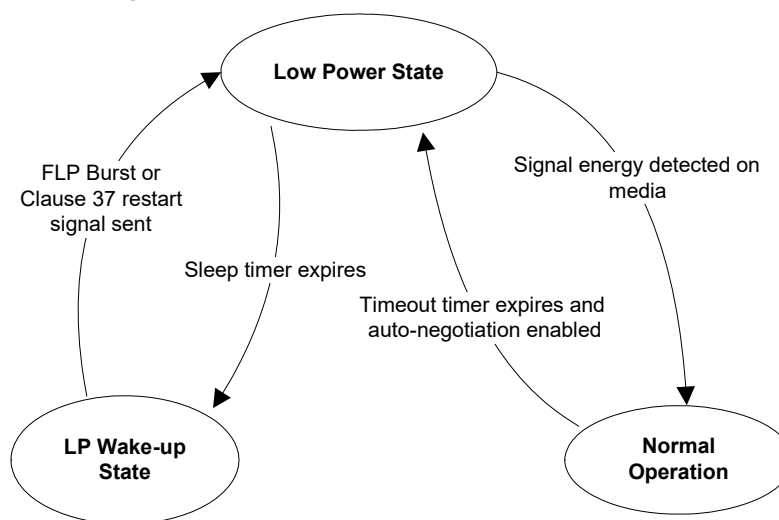 Low Power State
FLP Burst or
Clause 37 restart
signal sent
Signal energy detected on
media
Sleep timer expires
Timeout timer expires and
auto-negotiation enabled
LP Wake-up
State
Normal
Operation